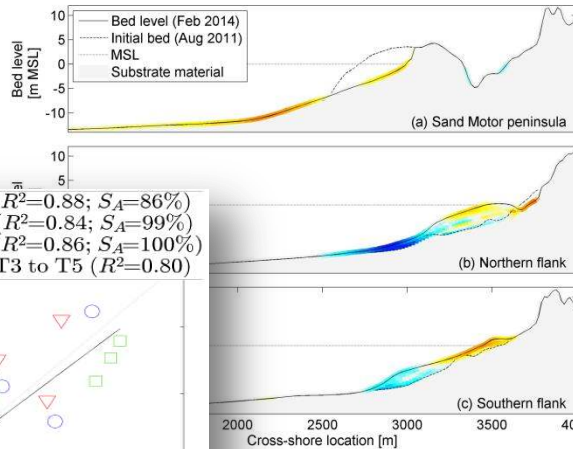 10
5
0
-5
-10
Bed level
[m MSL]
Bed level (Feb 2014)
Initial bed (Aug 2011)
MSL
Substrate material
(a) Sand Motor peninsula
10
5
(b) Northern flank
R²=0.88; S_A=86%)
R²=0.84; S_A=99%)
R²=0.86; S_A=100%)
T3 to T5 (R²=0.80)
(c) Southern flank
2000 2500 3000 3500
Cross-shore location [m]